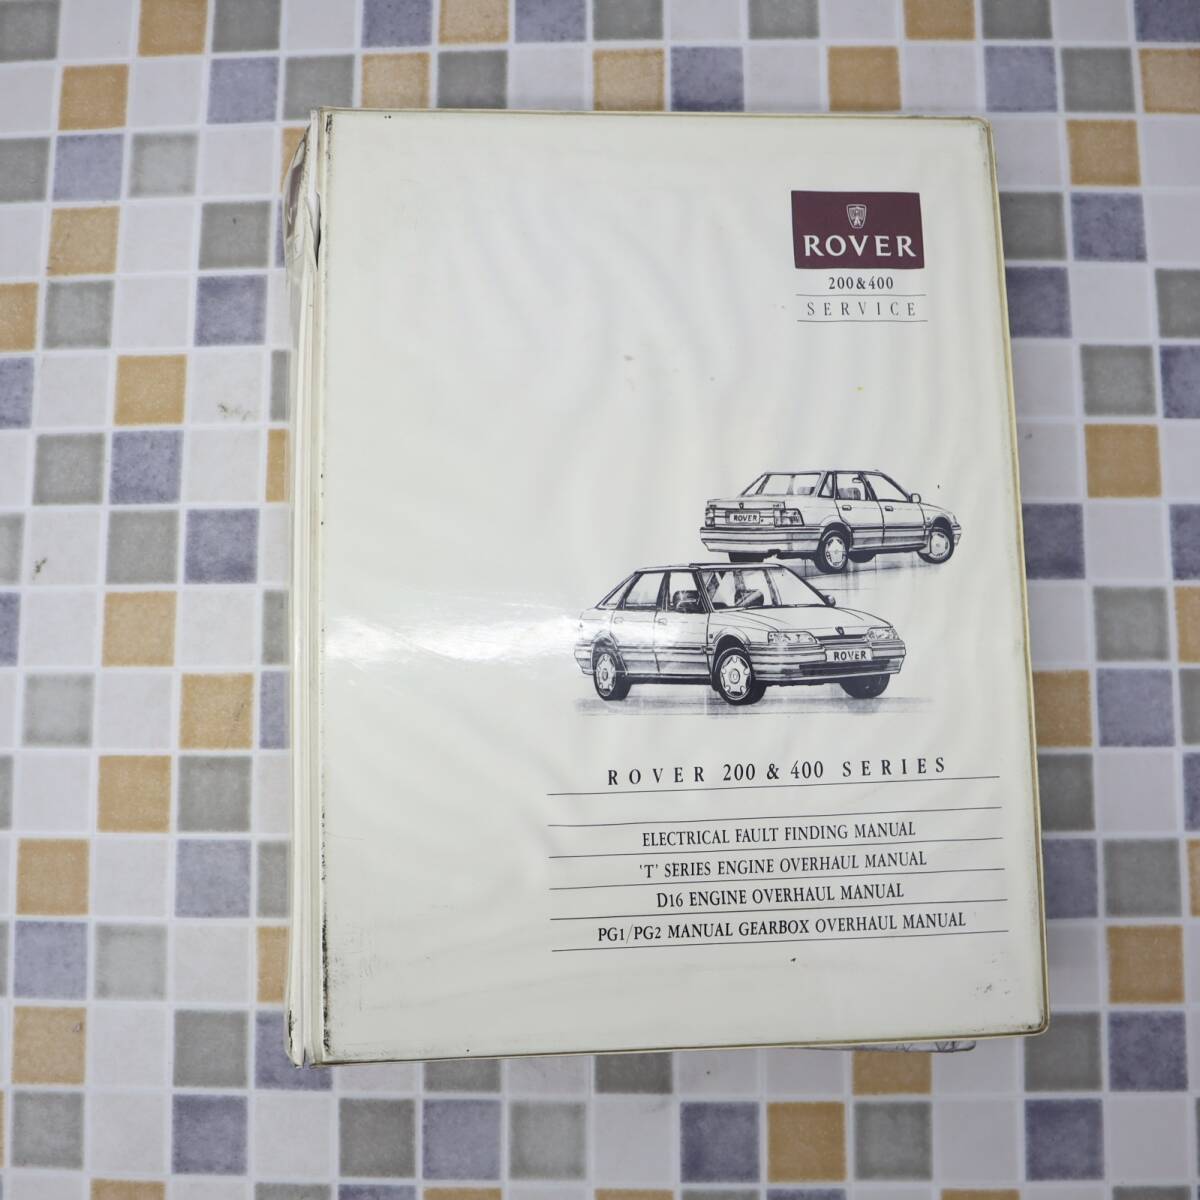 ROVER
200&400
SERVICE
ROVER
ROVER
ROVER 200 & 400 SERIES
ELECTRICAL FAULT FINDING MANUAL
'T' SERIES ENGINE OVERHAUL MANUAL
D16 ENGINE OVERHAUL MANUAL
PG1/PG2 MANUAL GEARBOX OVERHAUL MANUAL